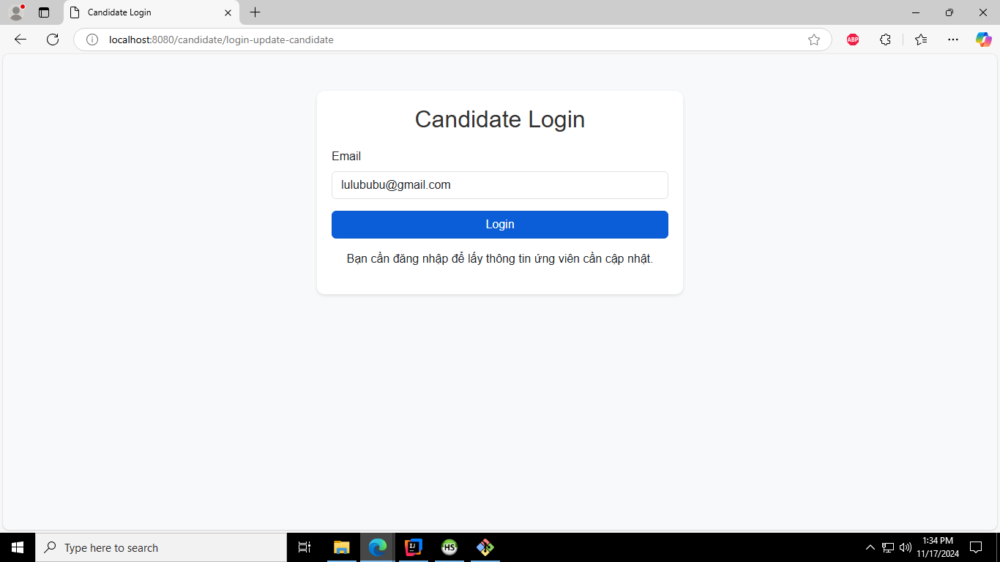 Candidate Login
localhost:8080/candidate/login-update-candidate
ABP
Candidate Login
Email
lulububu@gmail.com
Login
Bạn cần đăng nhập để lấy thông tin ứng viên cần cập nhật.
Type here to search
IJ
HS
1:34 PM
11/17/2024